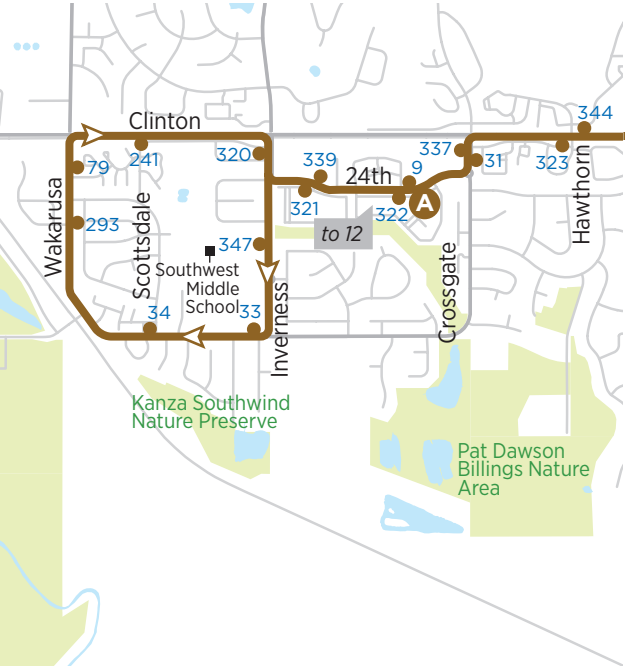 344
Clinton
241
320
337
31
323
Hawthorn
79
339
24th
9
A
321
322
293
Wakarusa
Scottsdale
347
to 12
Southwest
Middle
School
Crossgate
34
33
Inverness
Kanza Southwind
Nature Preserve
Pat Dawson
Billings Nature
Area